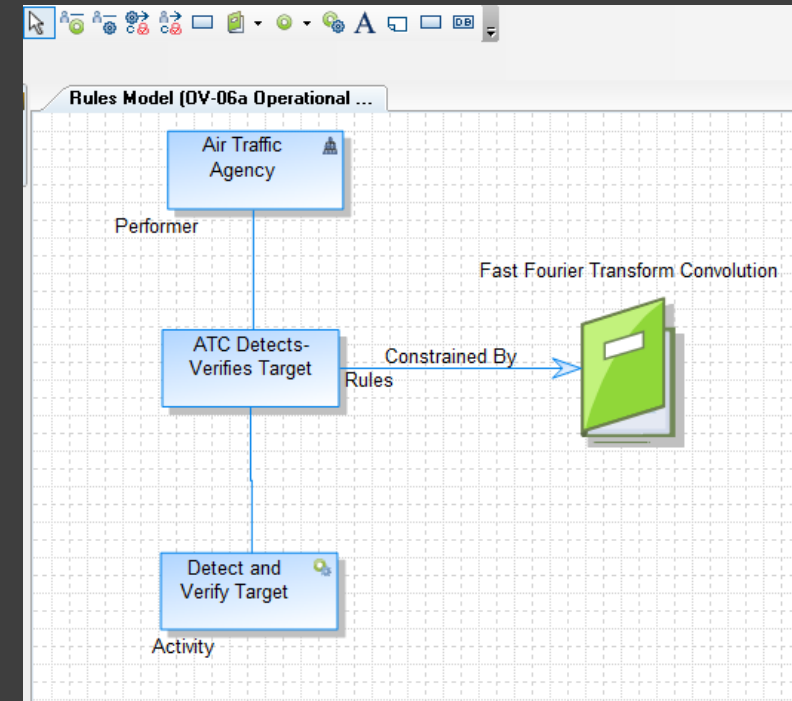 A
DB
Rules Model (OV-06a Operational ...
Air Traffic
Agency
Performer
Fast Fourier Transform Convolution
ATC Detects-
Verifies Target
Constrained By
Rules
Detect and
Verify Target
Activity